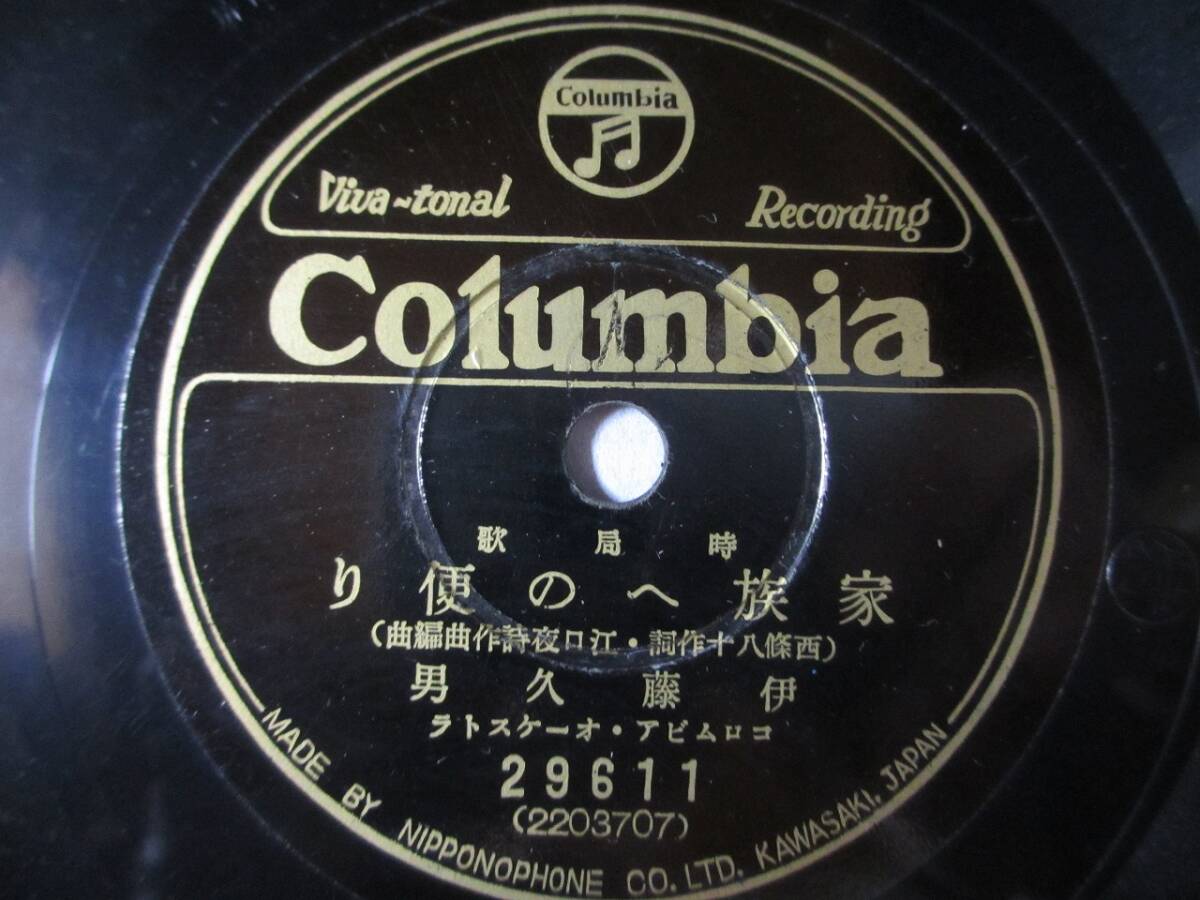 Columbia
Viva-tonal Recording
Columbia
時局歌
家族への便り
(西條八十作詞・江口夜詩作曲編曲)
伊藤久男
コロムビア・オーケストラ
29611
(2203707)
MADE BY NIPPONOPHONE CO. LTD. KAWASAKI, JAPAN